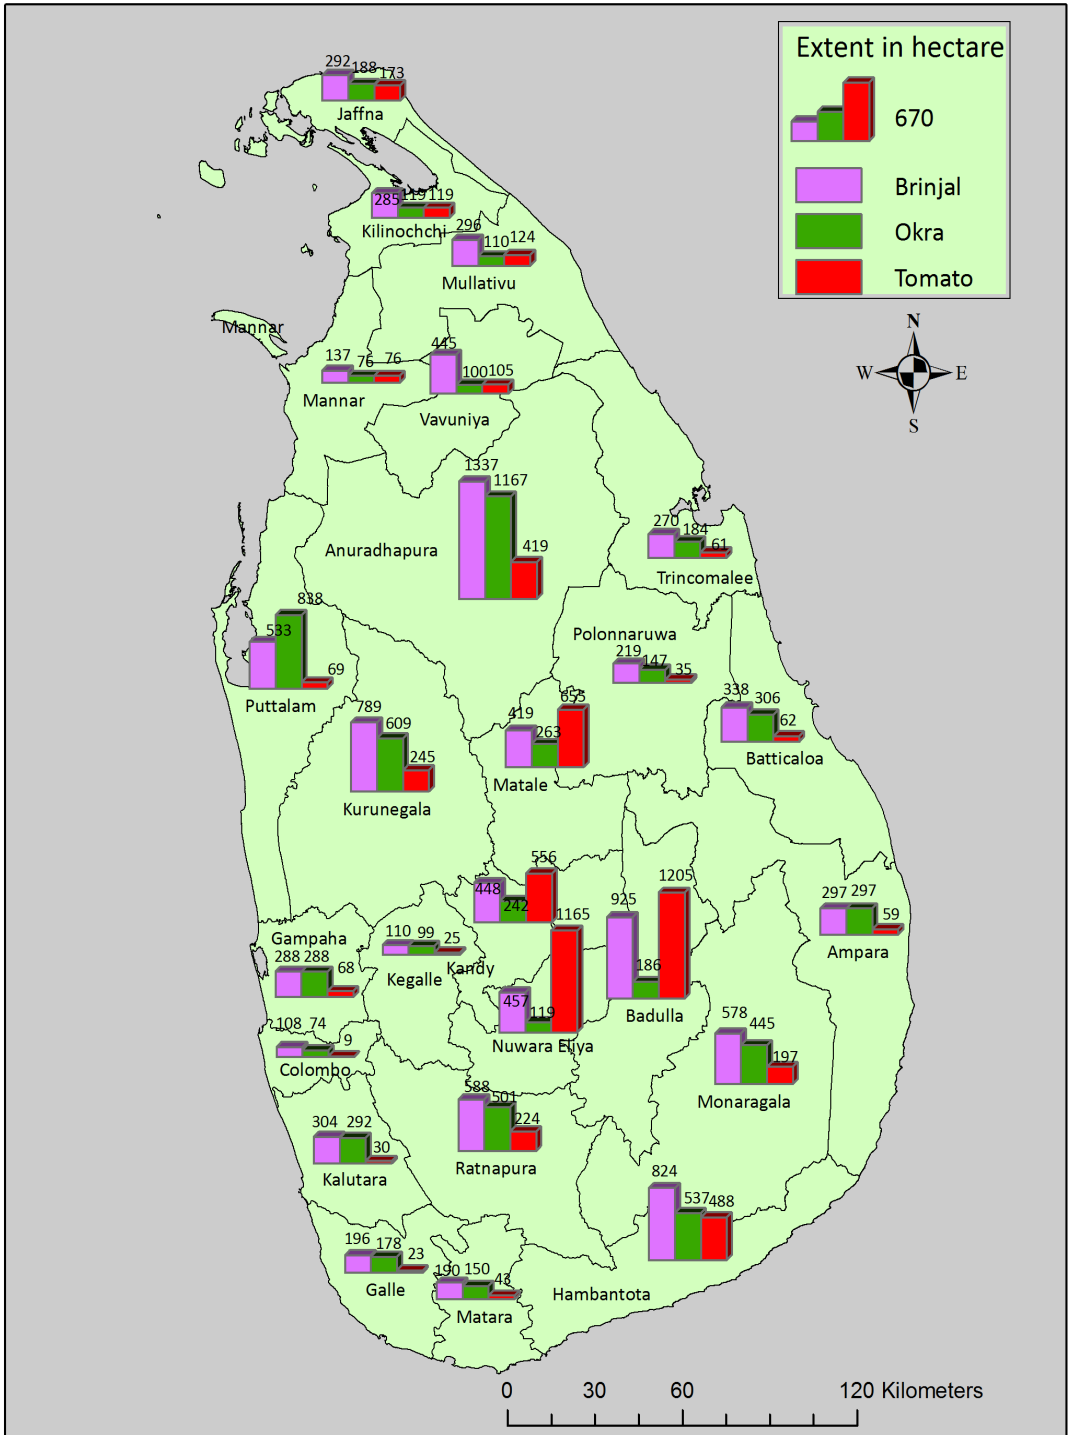 Extent in hectare
670
Brinjal
Okra
Tomato
N
W E
S
292 188 173
Jaffna
285 119 119
Kilinochchi
296 110 124
Mullativu
Mannar
137 76 76
Mannar
445 100 105
Vavuniya
1337 1167 419
Anuradhapura
270 184 61
Trincomalee
533 838 69
Puttalam
Polonnaruwa
219 147 35
338 306 62
Batticaloa
789 609 245
Kurunegala
419 263 655
Matale
448 242 556
Kandy
925 186 1205
Badulla
297 297 59
Ampara
Gampaha
288 288 68
110 99 25
Kegalle
457 119 1165
Nuwara Eliya
108 74 9
Colombo
578 445 197
Monaragala
588 501 224
Ratnapura
304 292 30
Kalutara
824 537 488
Hambantota
196 178 23
Galle
190 150 43
Matara
0 30 60 120 Kilometers